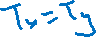 Tx = Ty